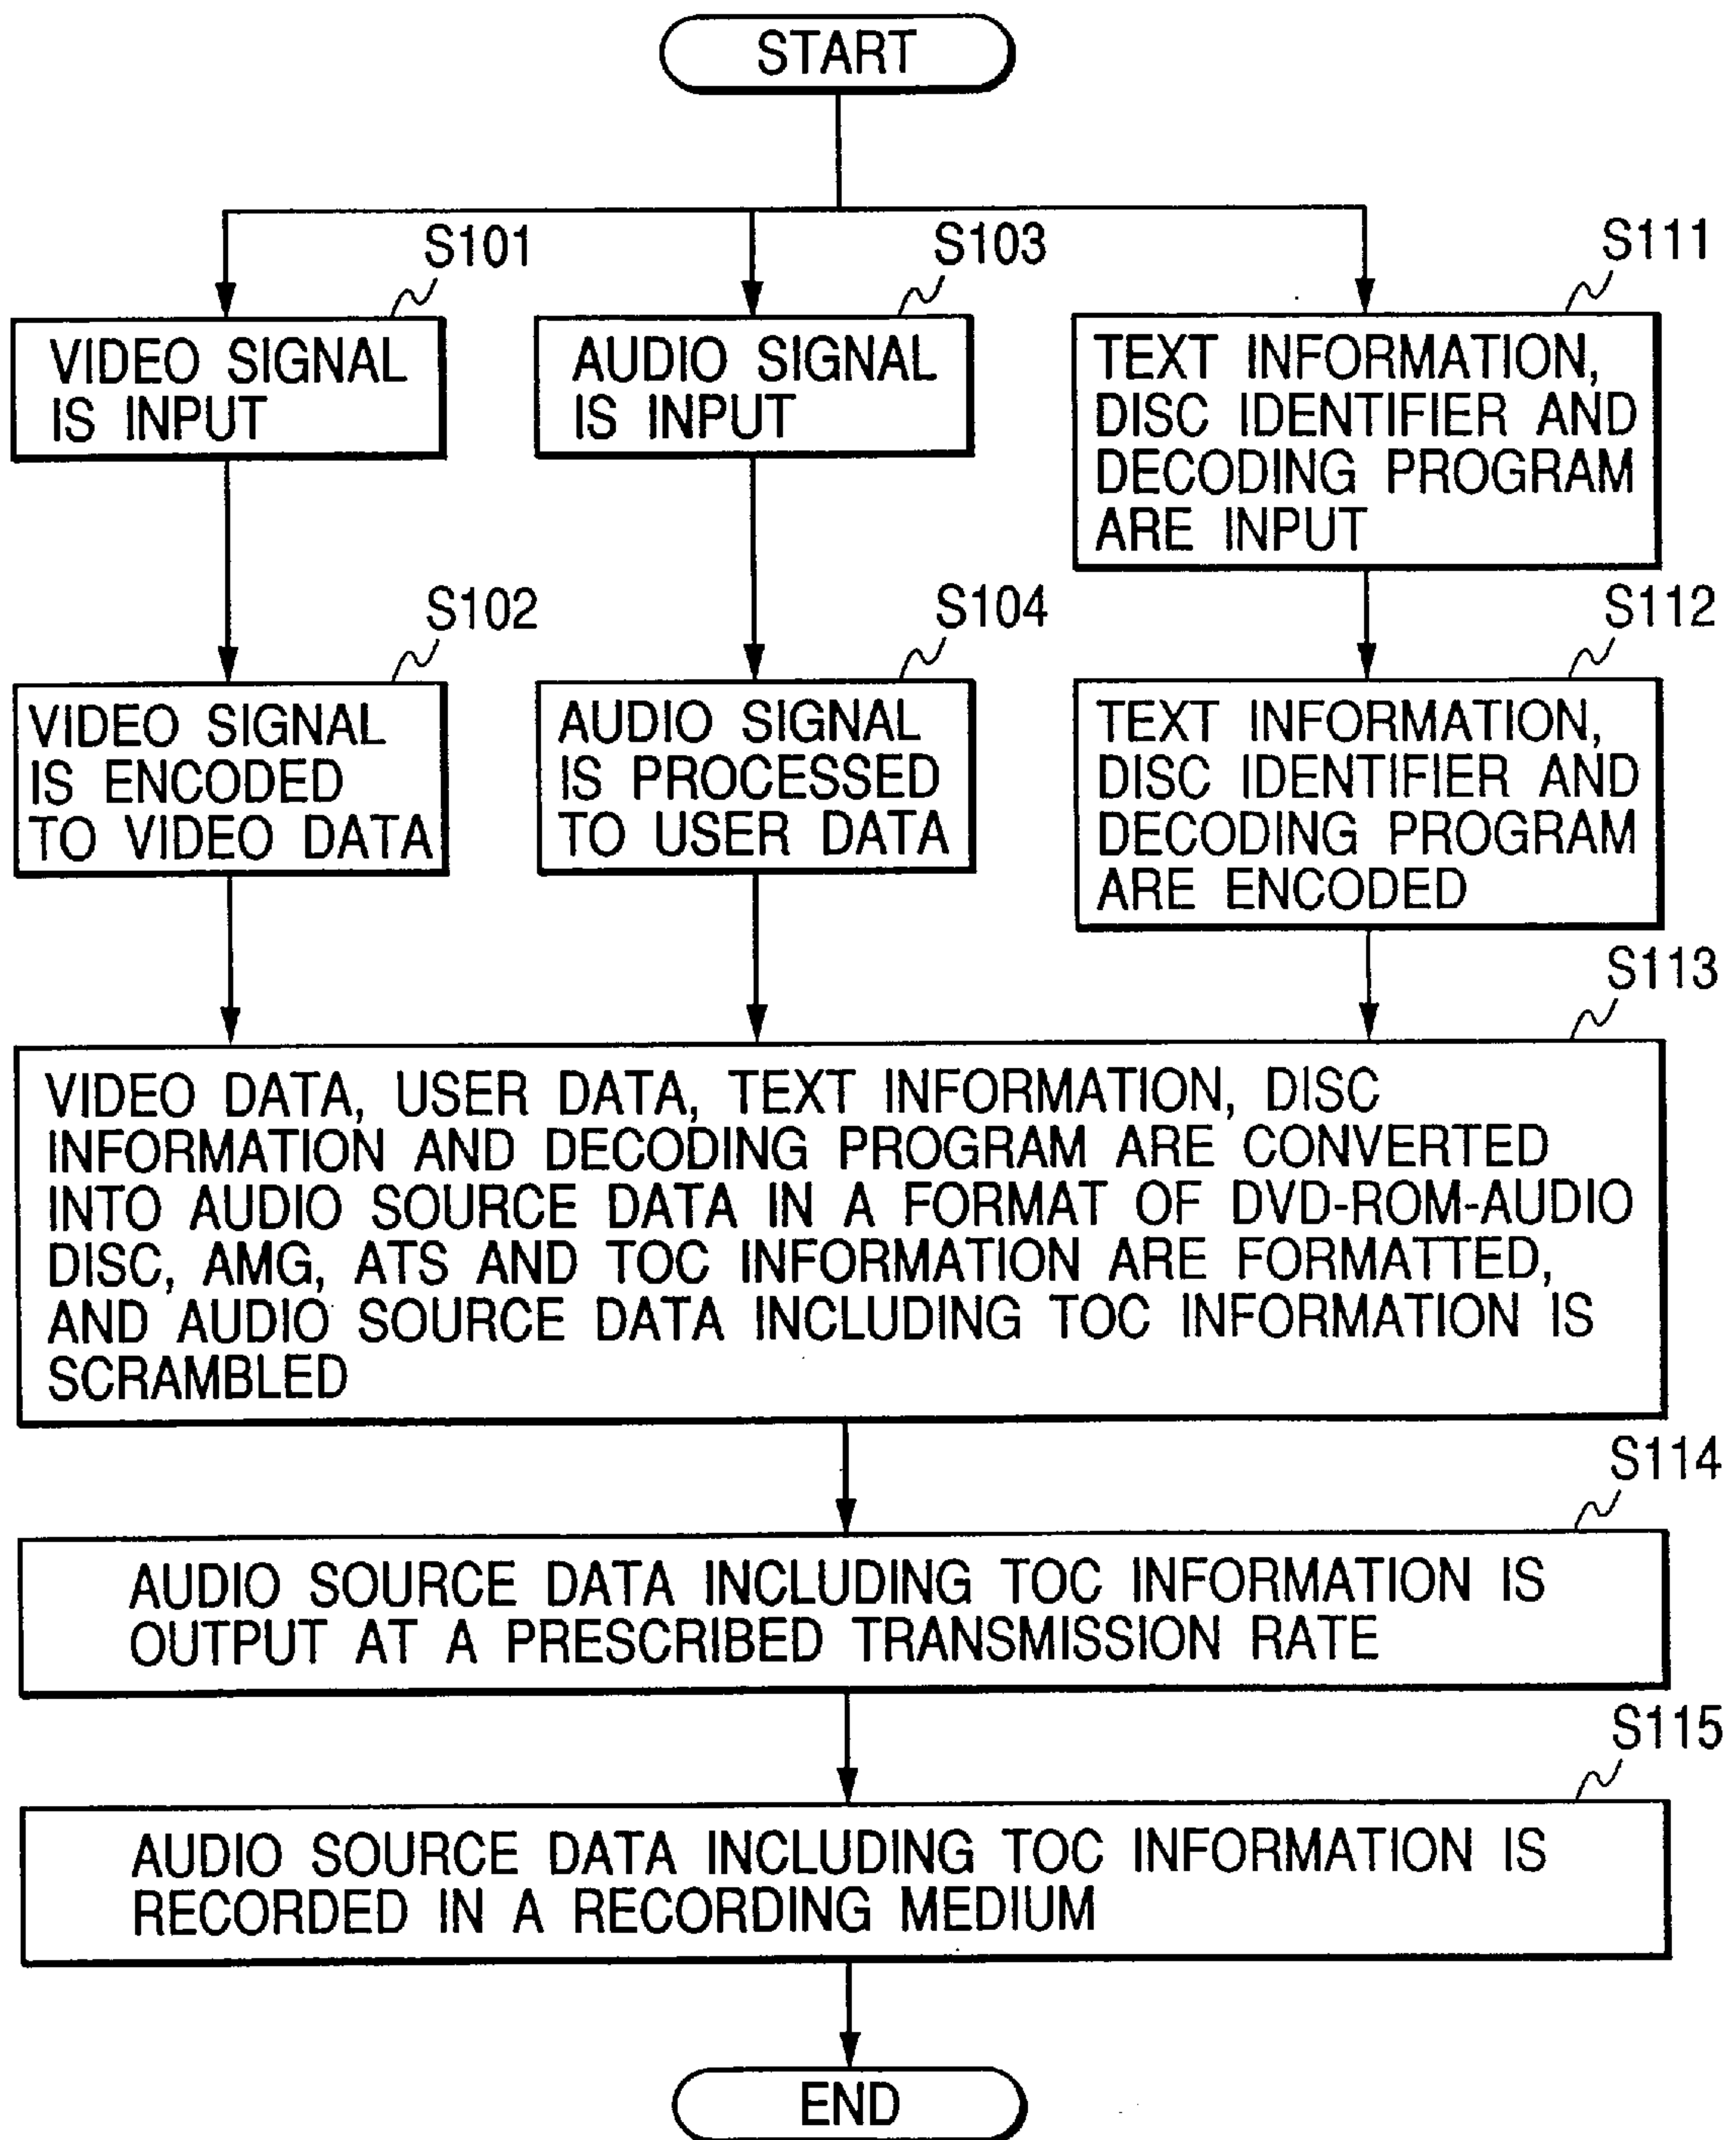 START
S101
VIDEO SIGNAL
IS INPUT
S103
AUDIO SIGNAL
IS INPUT
S111
TEXT INFORMATION,
DISC IDENTIFIER AND
DECODING PROGRAM
ARE INPUT
S102
VIDEO SIGNAL
IS ENCODED
TO VIDEO DATA
S104
AUDIO SIGNAL
IS PROCESSED
TO USER DATA
S112
TEXT INFORMATION,
DISC IDENTIFIER AND
DECODING PROGRAM
ARE ENCODED
S113
VIDEO DATA, USER DATA, TEXT INFORMATION, DISC
INFORMATION AND DECODING PROGRAM ARE CONVERTED
INTO AUDIO SOURCE DATA IN A FORMAT OF DVD-ROM-AUDIO
DISC, AMG, ATS AND TOC INFORMATION ARE FORMATTED,
AND AUDIO SOURCE DATA INCLUDING TOC INFORMATION IS
SCRAMBLED
S114
AUDIO SOURCE DATA INCLUDING TOC INFORMATION IS
OUTPUT AT A PRESCRIBED TRANSMISSION RATE
S115
AUDIO SOURCE DATA INCLUDING TOC INFORMATION IS
RECORDED IN A RECORDING MEDIUM
END